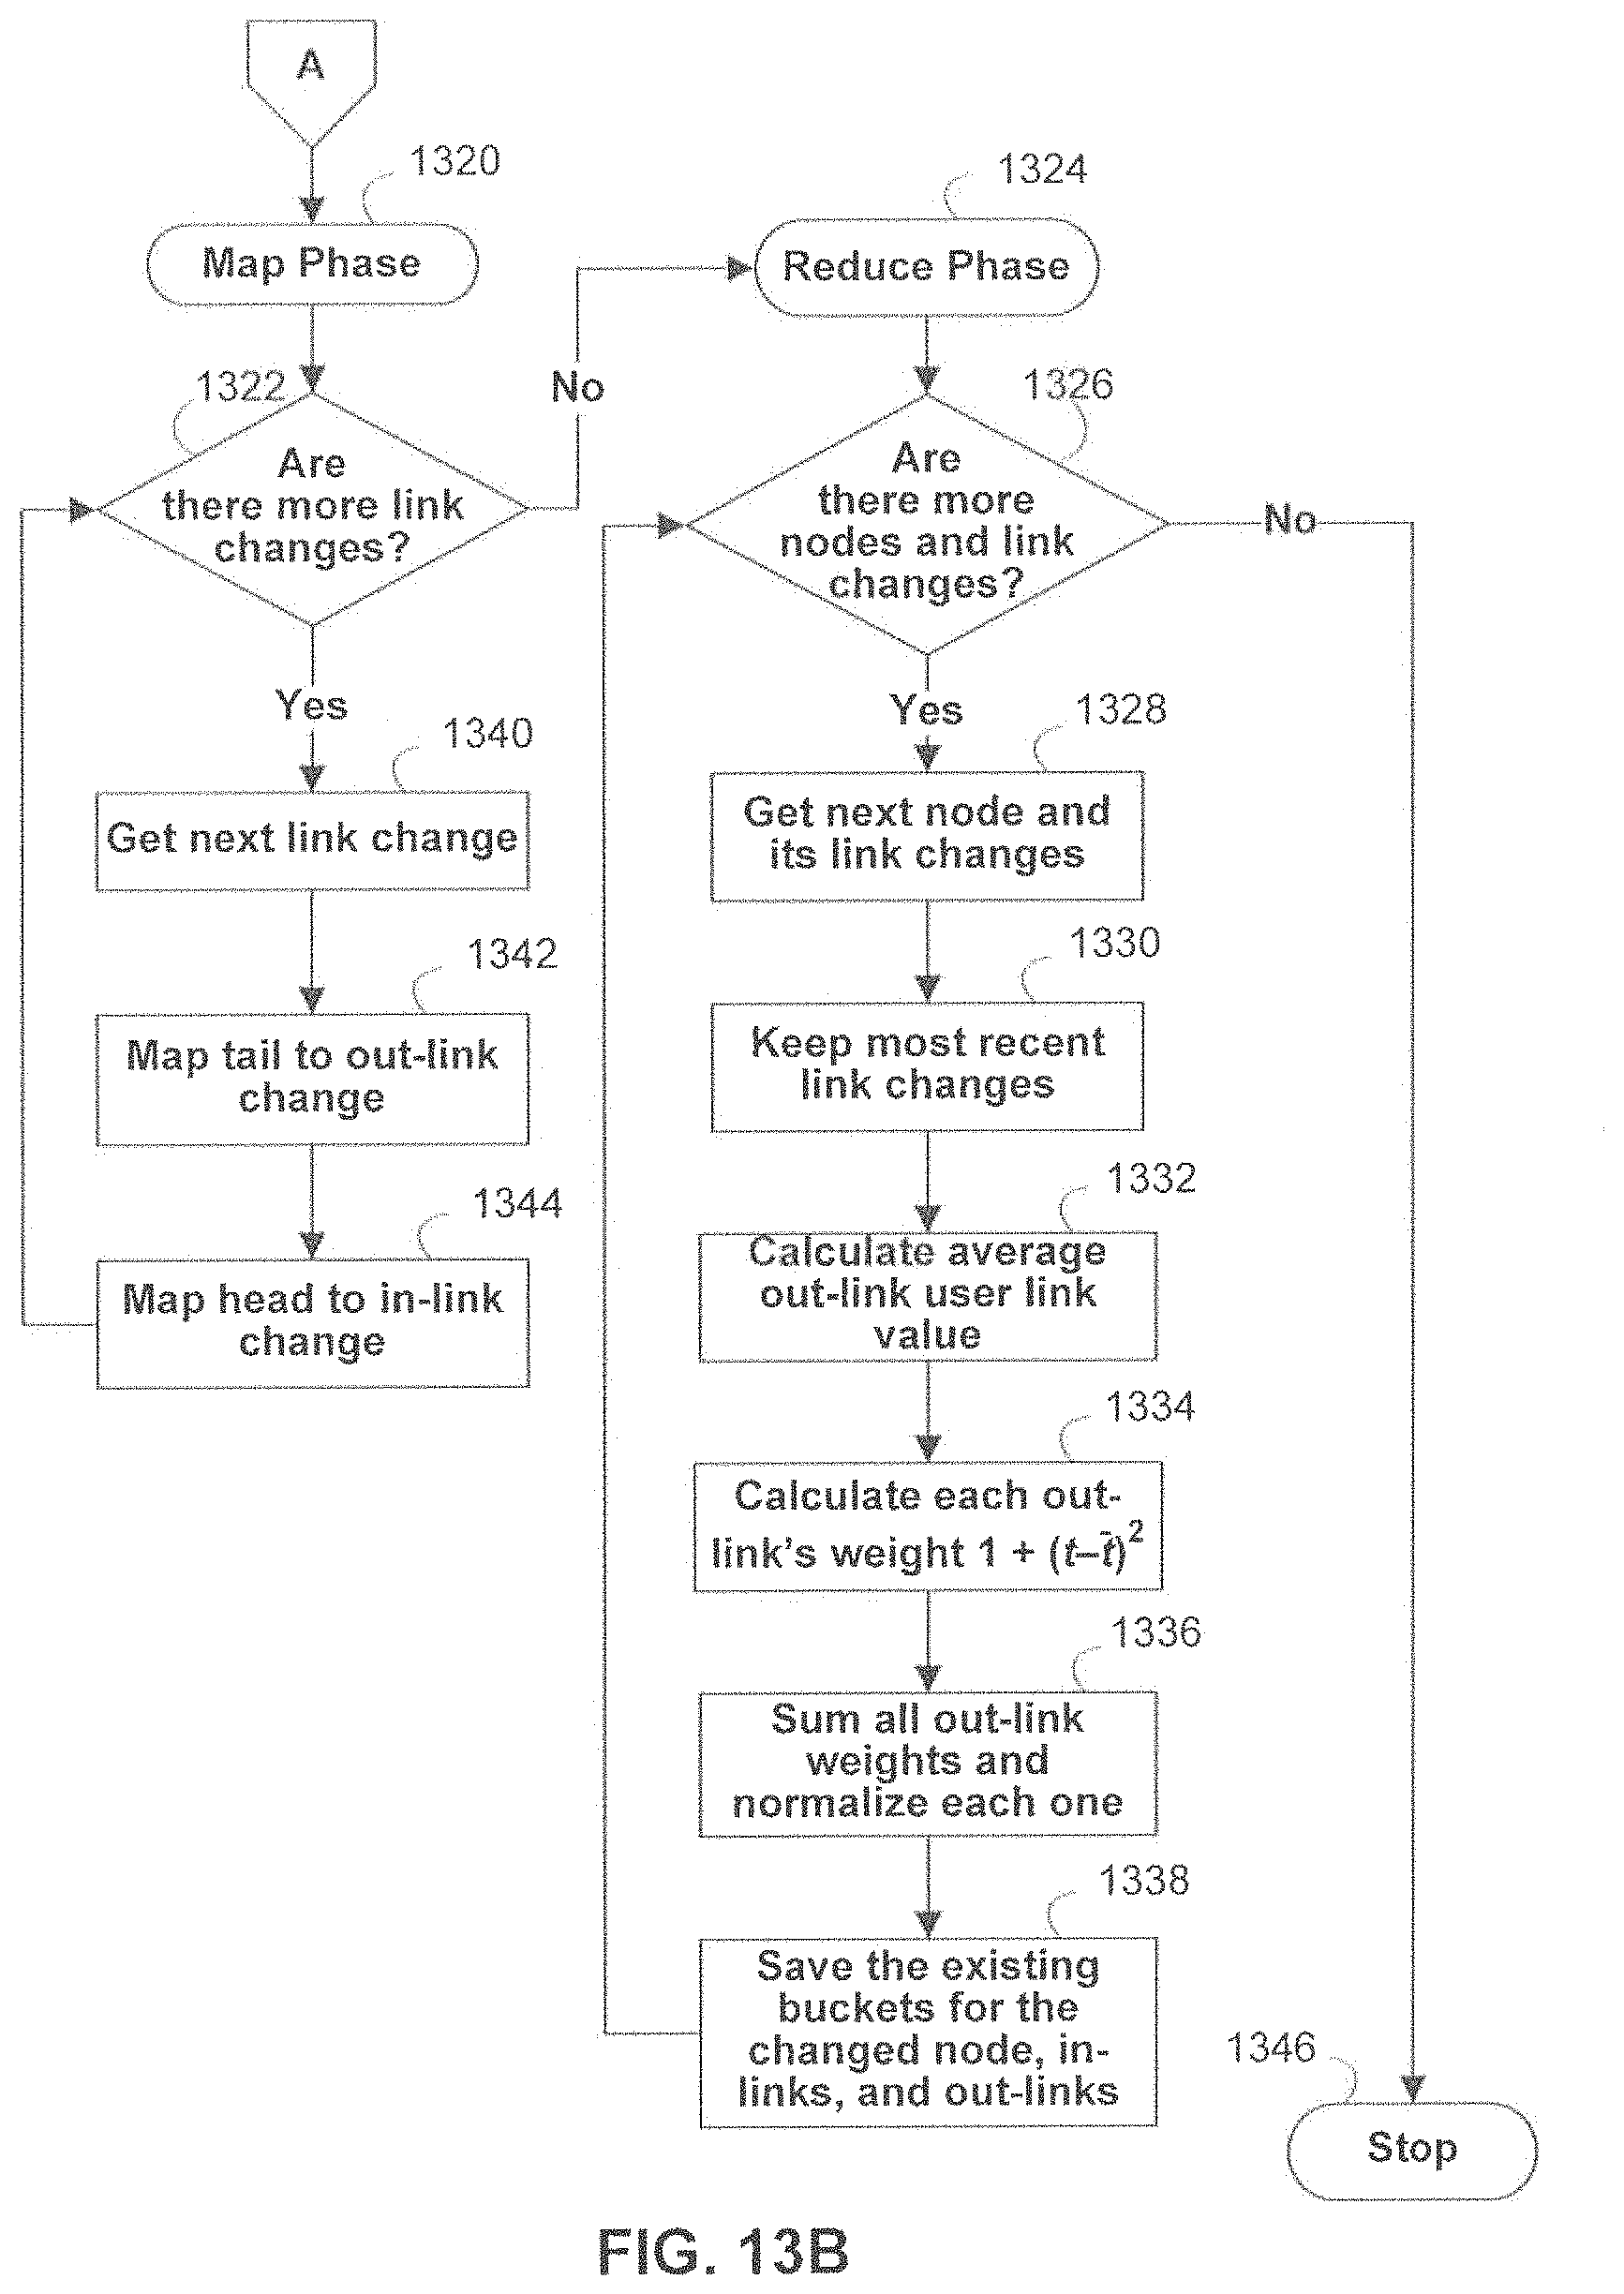 A
1320
Map Phase
1322
Are
there more link
changes?
No
Yes
1340
Get next link change
1342
Map tail to out-link
change
1344
Map head to in-link
change
1324
Reduce Phase
1326
Are
there more
nodes and link
changes?
No
Yes
1328
Get next node and
its link changes
1330
Keep most recent
link changes
1332
Calculate average
out-link user link
value
1334
Calculate each out-
link's weight 1 + (t–t̄)²
1336
Sum all out-link
weights and
normalize each one
1338
Save the existing
buckets for the
changed node, in-
links, and out-links
1346
Stop
FIG. 13B